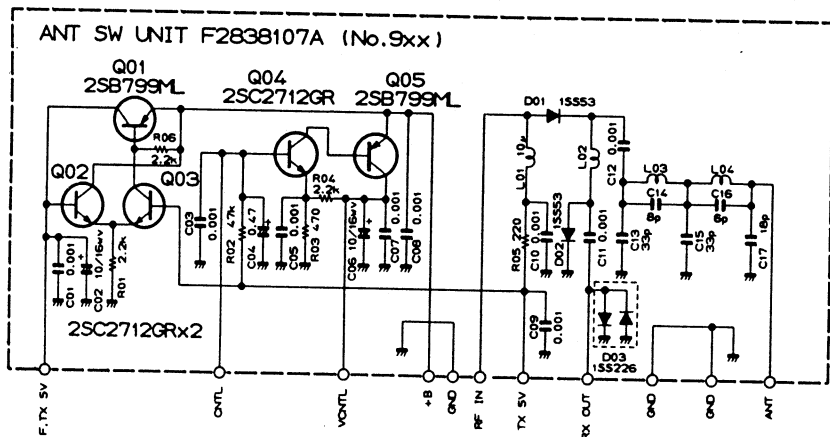 ANT SW UNIT F2838107A (No.9xx)
Q01
2SB799ML
Q04
2SC2712GR
Q05
2SB799ML
R06
2.2k
Q02
Q03
C01 0.001
C02 10/16wv
R01
2.2k
2SC2712GRx2
C03
0.001
R02 47k
C04 0.47
C05 0.001
R03 470
R04
2.2k
C06 10/16wv
C07 0.001
C08 0.001
D01 1SS53
L01 10μ
L02
C12 0.001
L03
L04
C14
8p
C16
6p
C13
33p
C15
33p
C17
18p
R05 220
C10 0.001
D02 1SS53
C11 0.001
C09
0.001
D03
1SS226
F.TX 5V
CNTL
VCNTL
+B
GND
RF IN
TX 5V
RX OUT
GND
GND
ANT